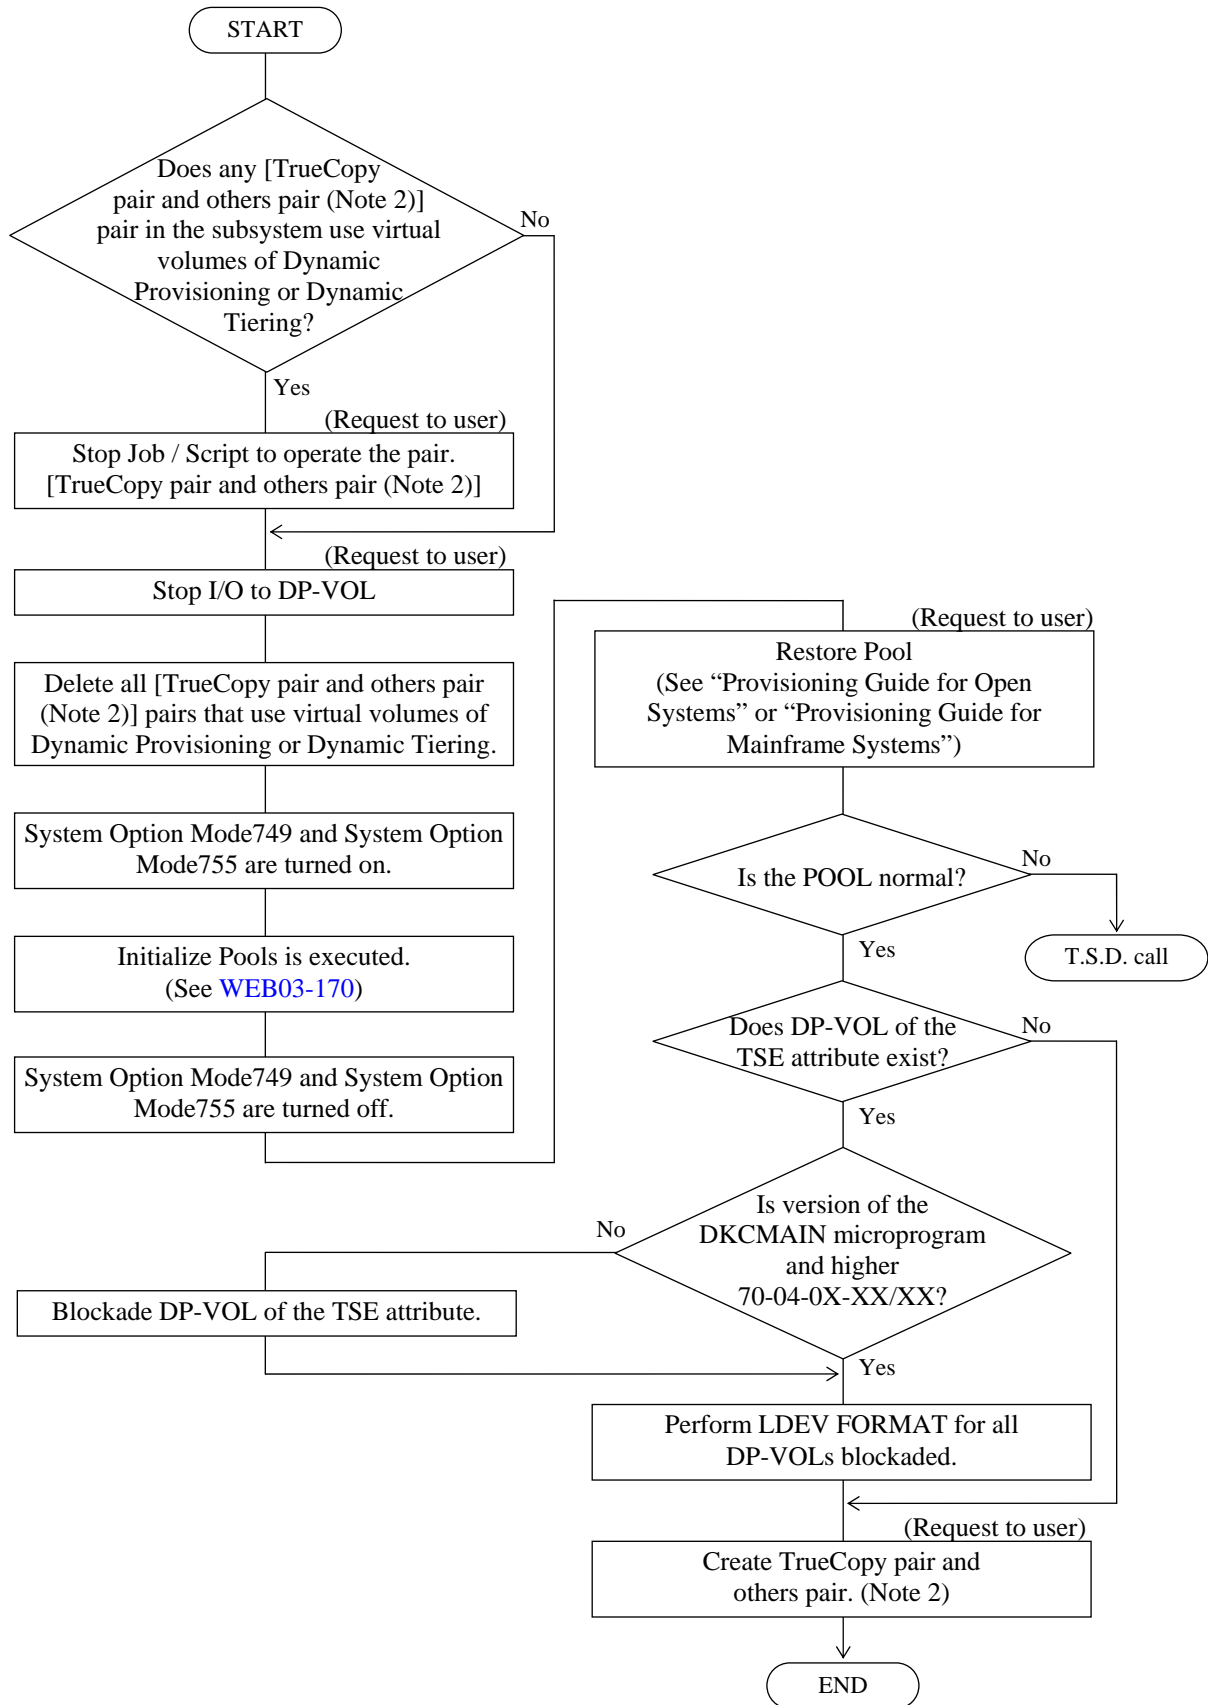 START
Does any [TrueCopy
pair and others pair (Note 2)]
pair in the subsystem use virtual
volumes of Dynamic
Provisioning or Dynamic
Tiering?
No
Yes
(Request to user)
Stop Job / Script to operate the pair.
[TrueCopy pair and others pair (Note 2)]
(Request to user)
Stop I/O to DP-VOL
Delete all [TrueCopy pair and others pair
(Note 2)] pairs that use virtual volumes of
Dynamic Provisioning or Dynamic Tiering.
System Option Mode749 and System Option
Mode755 are turned on.
Initialize Pools is executed.
(See WEB03-170)
System Option Mode749 and System Option
Mode755 are turned off.
(Request to user)
Restore Pool
(See “Provisioning Guide for Open
Systems” or “Provisioning Guide for
Mainframe Systems”)
Is the POOL normal?
No
T.S.D. call
Yes
Does DP-VOL of the
TSE attribute exist?
No
Yes
Is version of the
DKCMAIN microprogram
and higher
70-04-0X-XX/XX?
No
Blockade DP-VOL of the TSE attribute.
Yes
Perform LDEV FORMAT for all
DP-VOLs blockaded.
(Request to user)
Create TrueCopy pair and
others pair. (Note 2)
END